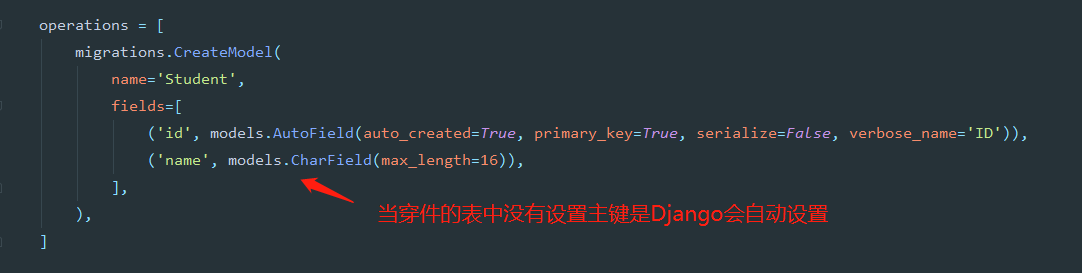 operations = [
migrations.CreateModel(
name='Student',
fields=[
('id', models.AutoField(auto_created=True, primary_key=True, serialize=False, verbose_name='ID')),
('name', models.CharField(max_length=16)),
],
当穿件的表中没有设置主键是Django会自动设置
),
]